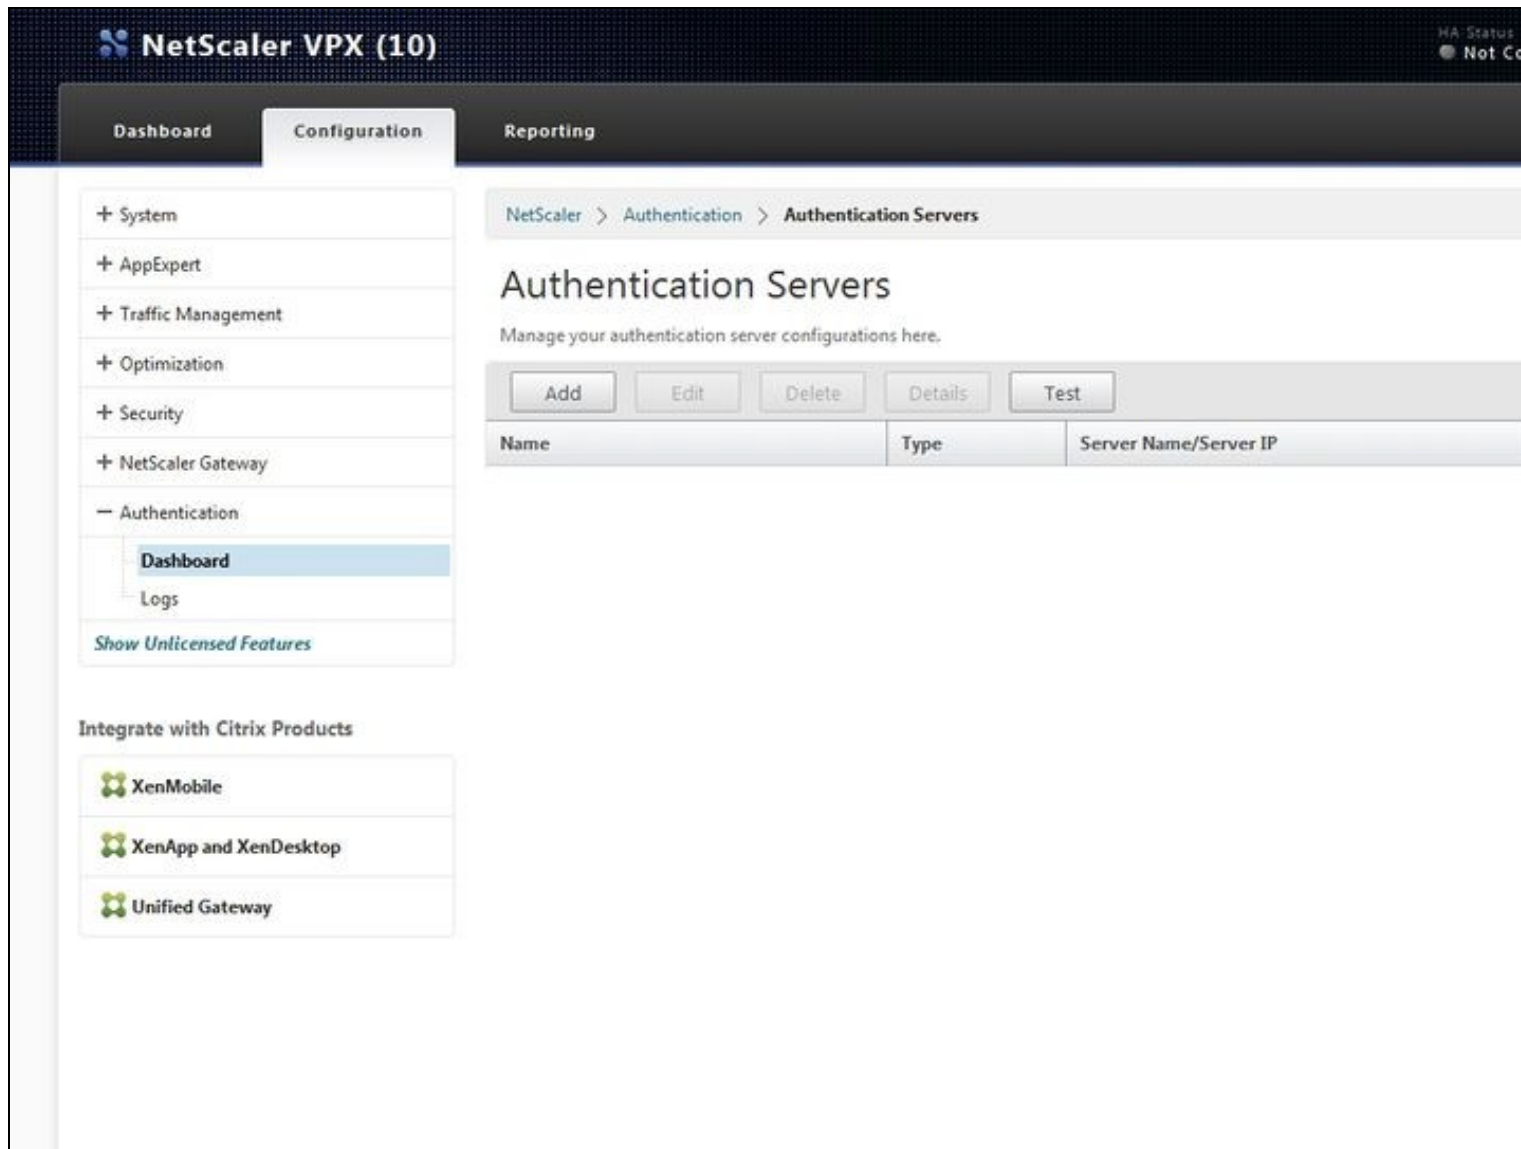 NetScaler VPX (10)
HA Status
Not Co
Dashboard Configuration Reporting
+ System
+ AppExpert
+ Traffic Management
+ Optimization
+ Security
+ NetScaler Gateway
− Authentication
Dashboard
Logs
Show Unlicensed Features
Integrate with Citrix Products
XenMobile
XenApp and XenDesktop
Unified Gateway
NetScaler > Authentication > Authentication Servers
Authentication Servers
Manage your authentication server configurations here.
Add Edit Delete Details Test
Name Type Server Name/Server IP